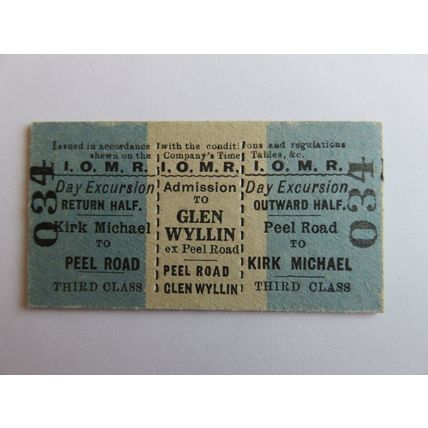 Issued in accordance with the conditions and regulations
shewn on the Company's Time Tables, &c.
034
I. O. M. R.
Day Excursion
RETURN HALF.
Kirk Michael
TO
PEEL ROAD
THIRD CLASS
I. O. M. R.
Admission
TO
GLEN
WYLLIN
ex Peel Road
PEEL ROAD
GLEN WYLLIN
I. O. M. R.
Day Excursion
OUTWARD HALF.
Peel Road
TO
KIRK MICHAEL
THIRD CLASS
034